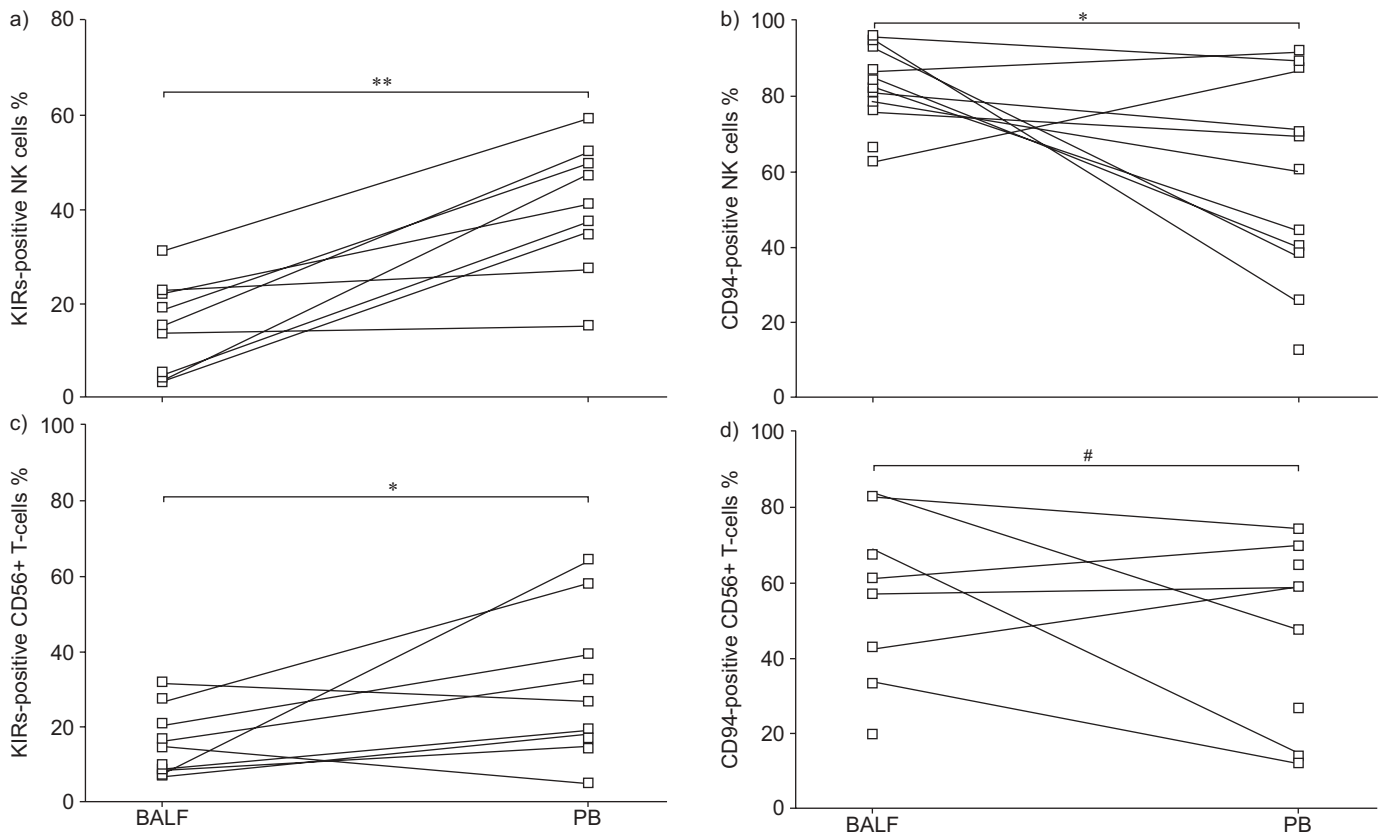 a)
KIRs-positive NK cells %
80
60
40
20
0
**
b)
CD94-positive NK cells %
100
80
60
40
20
0
*
c)
KIRs-positive CD56+ T-cells %
100
80
60
40
20
0
*
BALF PB
d)
CD94-positive CD56+ T-cells %
100
80
60
40
20
0
#
BALF PB